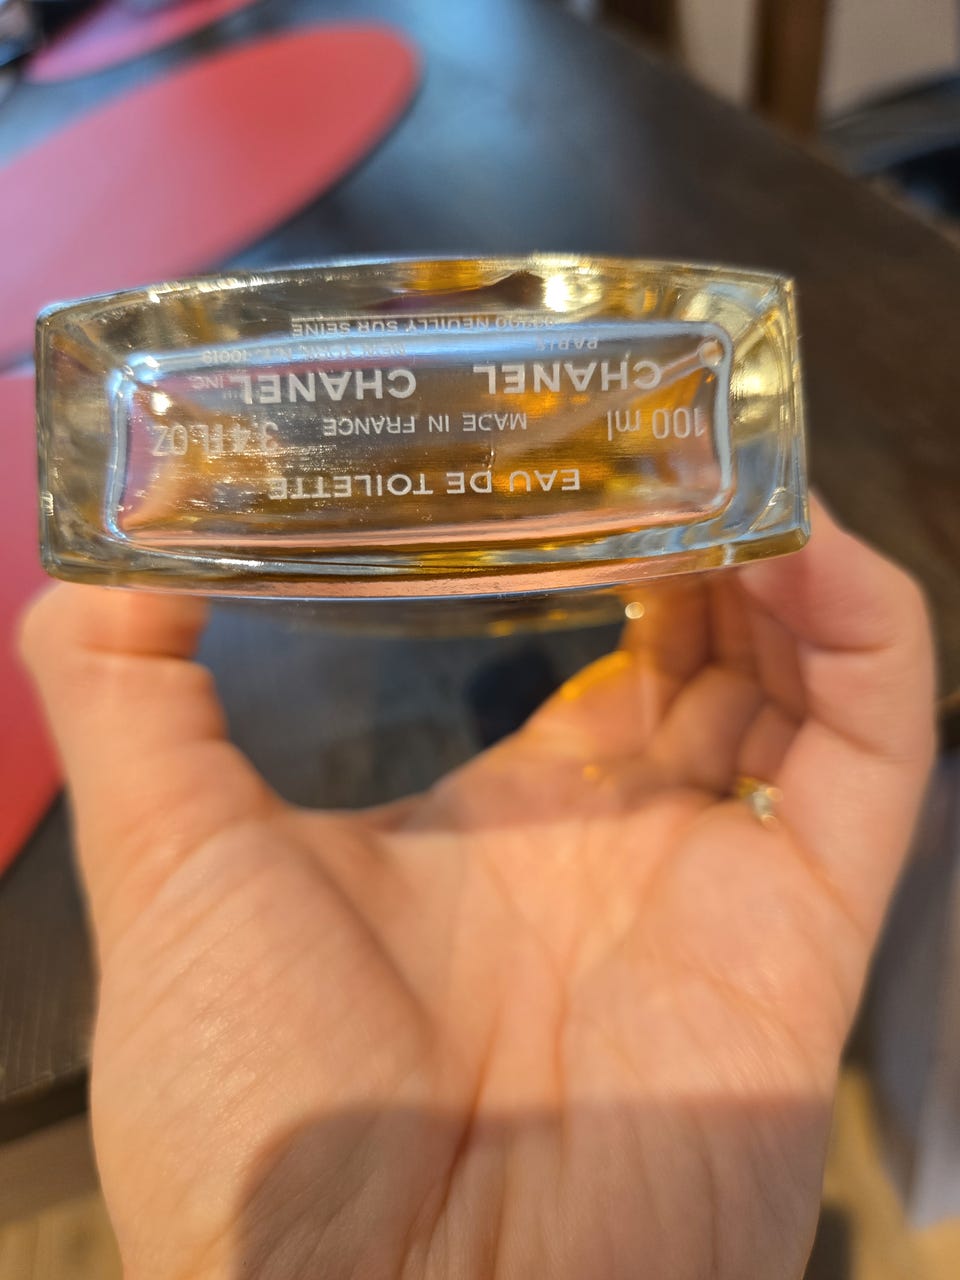 EAU DE TOILETTE
100 ml MADE IN FRANCE 3.4 FL.OZ
CHANEL CHANEL INC.
PARIS NEW YORK, N.Y. 10019
NEUILLY SUR SEINE